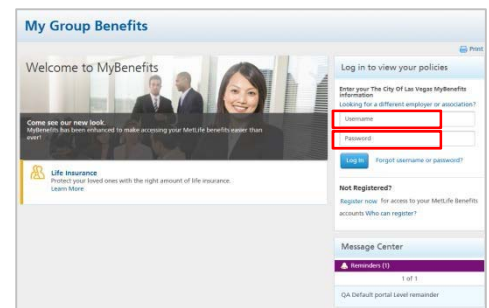 My Group Benefits
Print
Welcome to MyBenefits
Come see our new look.
MyBenefits has been enhanced to make accessing your MetLife benefits easier than
ever!
Life Insurance
Protect your loved ones with the right amount of life insurance.
Learn More
Log in to view your policies
Enter your The City Of Las Vegas MyBenefits
information
Looking for a different employer or association?
Username
Password
Log In Forgot username or password?
Not Registered?
Register now for access to your MetLife Benefits
accounts Who can register?
Message Center
Reminders (1)
1 of 1
QA Default portal Level remainder